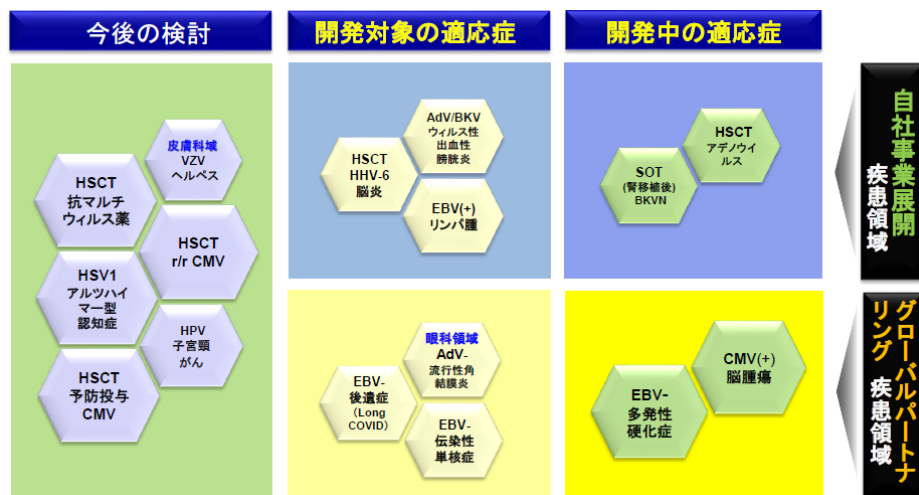 今後の検討
開発対象の適応症
開発中の適応症
皮膚科域
VZV
ヘルペス
HSCT
抗マルチ
ウィルス薬
HSCT
r/r CMV
HSV1
アルツハイ
マー型
認知症
HPV
子宮頸
がん
HSCT
予防投与
CMV
AdV/BKV
ウィルス性
出血性
膀胱炎
HSCT
HHV-6
脳炎
EBV(+)
リンパ腫
HSCT
アデノウイ
ルス
SOT
(腎移植後)
BKVN
眼科領域
AdV-
流行性角
結膜炎
EBV-
後遺症
（Long
COVID）
EBV-
伝染性
単核症
CMV(+)
脳腫瘍
EBV-
多発性
硬化症
自社事業展開
疾患領域
グローバルパートナ
リング 疾患領域